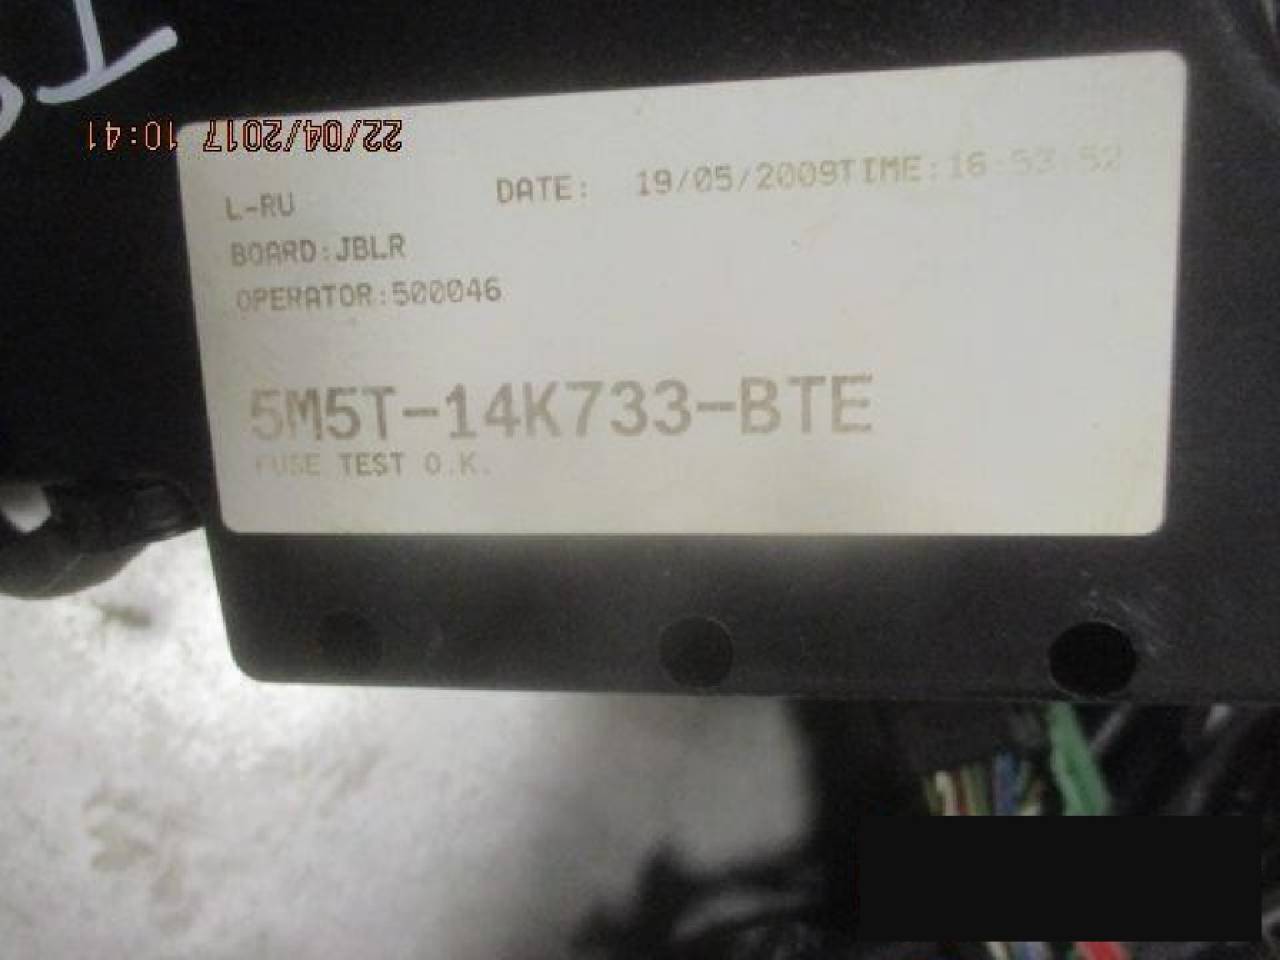 22/04/2017 10:41
L-RU DATE: 19/05/2009TIME:16:53:52
BOARD:JBLR
OPERATOR:500046
5M5T-14K733-BTE
FUSE TEST O.K.